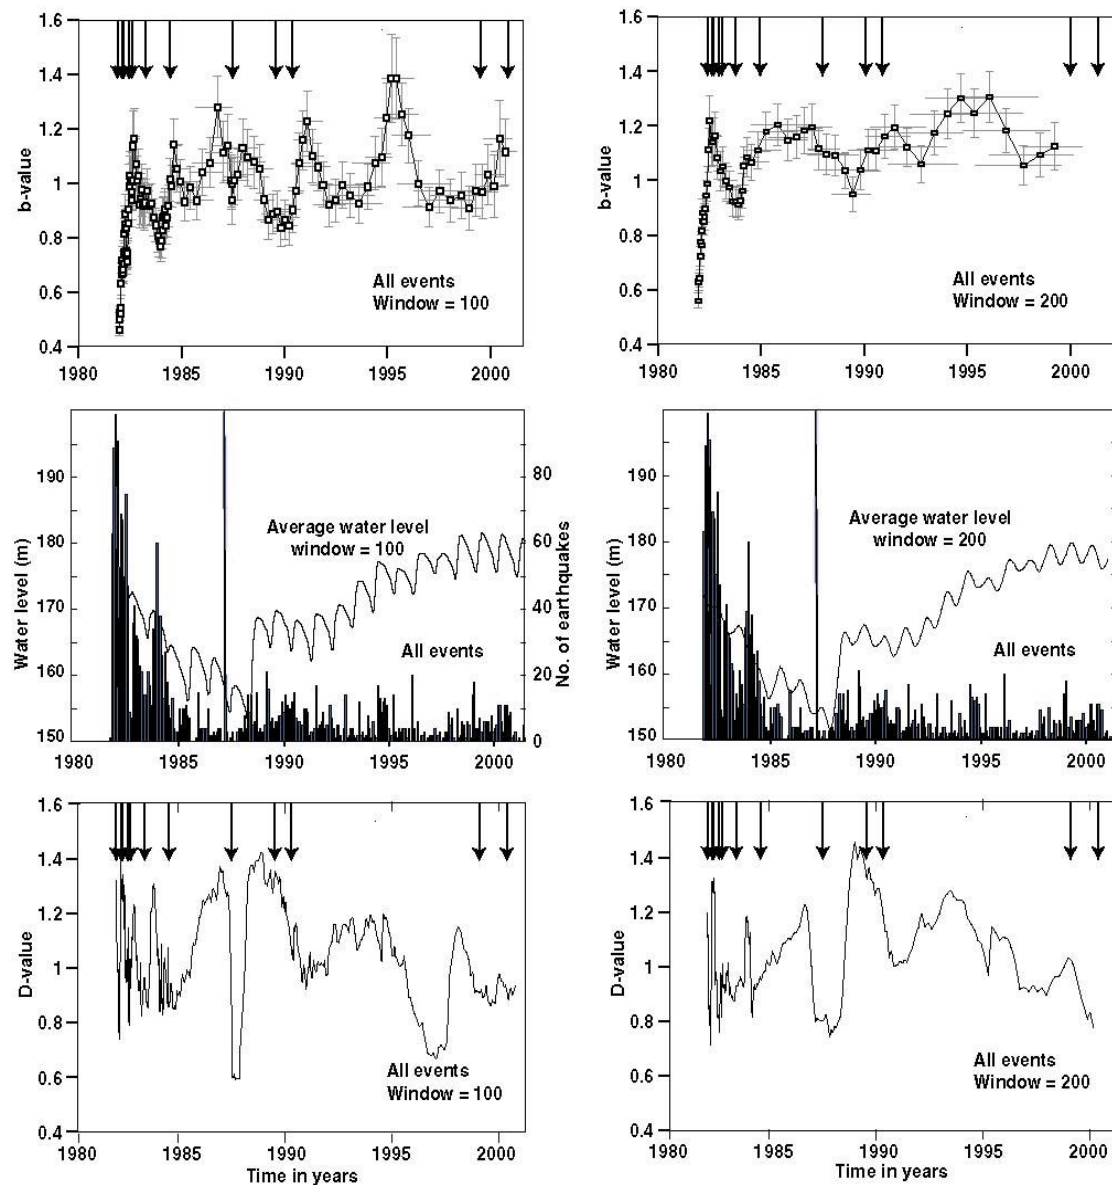 1.6
1.4
1.2
1
0.8
0.6
0.4
b-value
All events
Window = 100
1980 1985 1990 1995 2000
1.6
1.4
1.2
1
0.8
0.6
0.4
b-value
All events
Window = 200
1980 1985 1990 1995 2000
190
180
170
160
150
Water level (m)
Average water level
window = 100
All events
80
60
40
20
0
No. of earthquakes
1980 1985 1990 1995 2000
190
180
170
160
150
Water level (m)
Average water level
window = 200
All events
1980 1985 1990 1995 2000
1.6
1.4
1.2
1
0.8
0.6
0.4
D-value
All events
Window = 100
1980 1985 1990 1995 2000
Time in years
1.6
1.4
1.2
1
0.8
0.6
0.4
D-value
All events
Window = 200
1980 1985 1990 1995 2000
Time in years